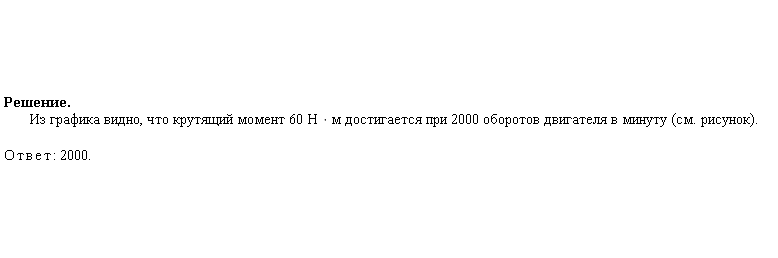 Решение.
Из графика видно, что крутящий момент 60 Н · м достигается при 2000 оборотов двигателя в минуту (см. рисунок).
Ответ: 2000.